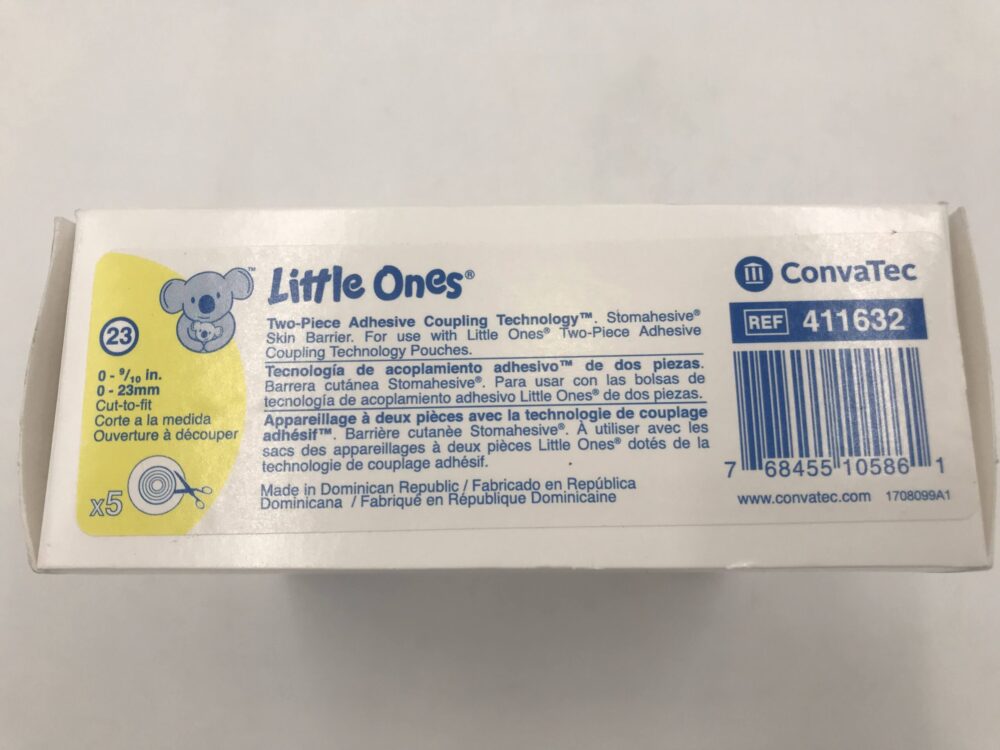 23
0 - 9/10 in.
0 - 23mm
Cut-to-fit
Corte a la medida
Ouverture à découper
x5
™
Little Ones®
Two-Piece Adhesive Coupling Technology™. Stomahesive®
Skin Barrier. For use with Little Ones® Two-Piece Adhesive
Coupling Technology Pouches.
Tecnología de acoplamiento adhesivo™ de dos piezas.
Barrera cutánea Stomahesive®. Para usar con las bolsas de
tecnología de acoplamiento adhesivo Little Ones® de dos piezas.
Appareillage à deux pièces avec la technologie de couplage
adhésif™. Barrière cutanèe Stomahesive®. À utiliser avec les
sacs des appareillages à deux pièces Little Ones® dotés de la
technologie de couplage adhésif.
Made in Dominican Republic / Fabricado en República
Dominicana / Fabriqué en République Dominicaine
ConvaTec
REF 411632
7 68455 10586 1
www.convatec.com 1708099A1